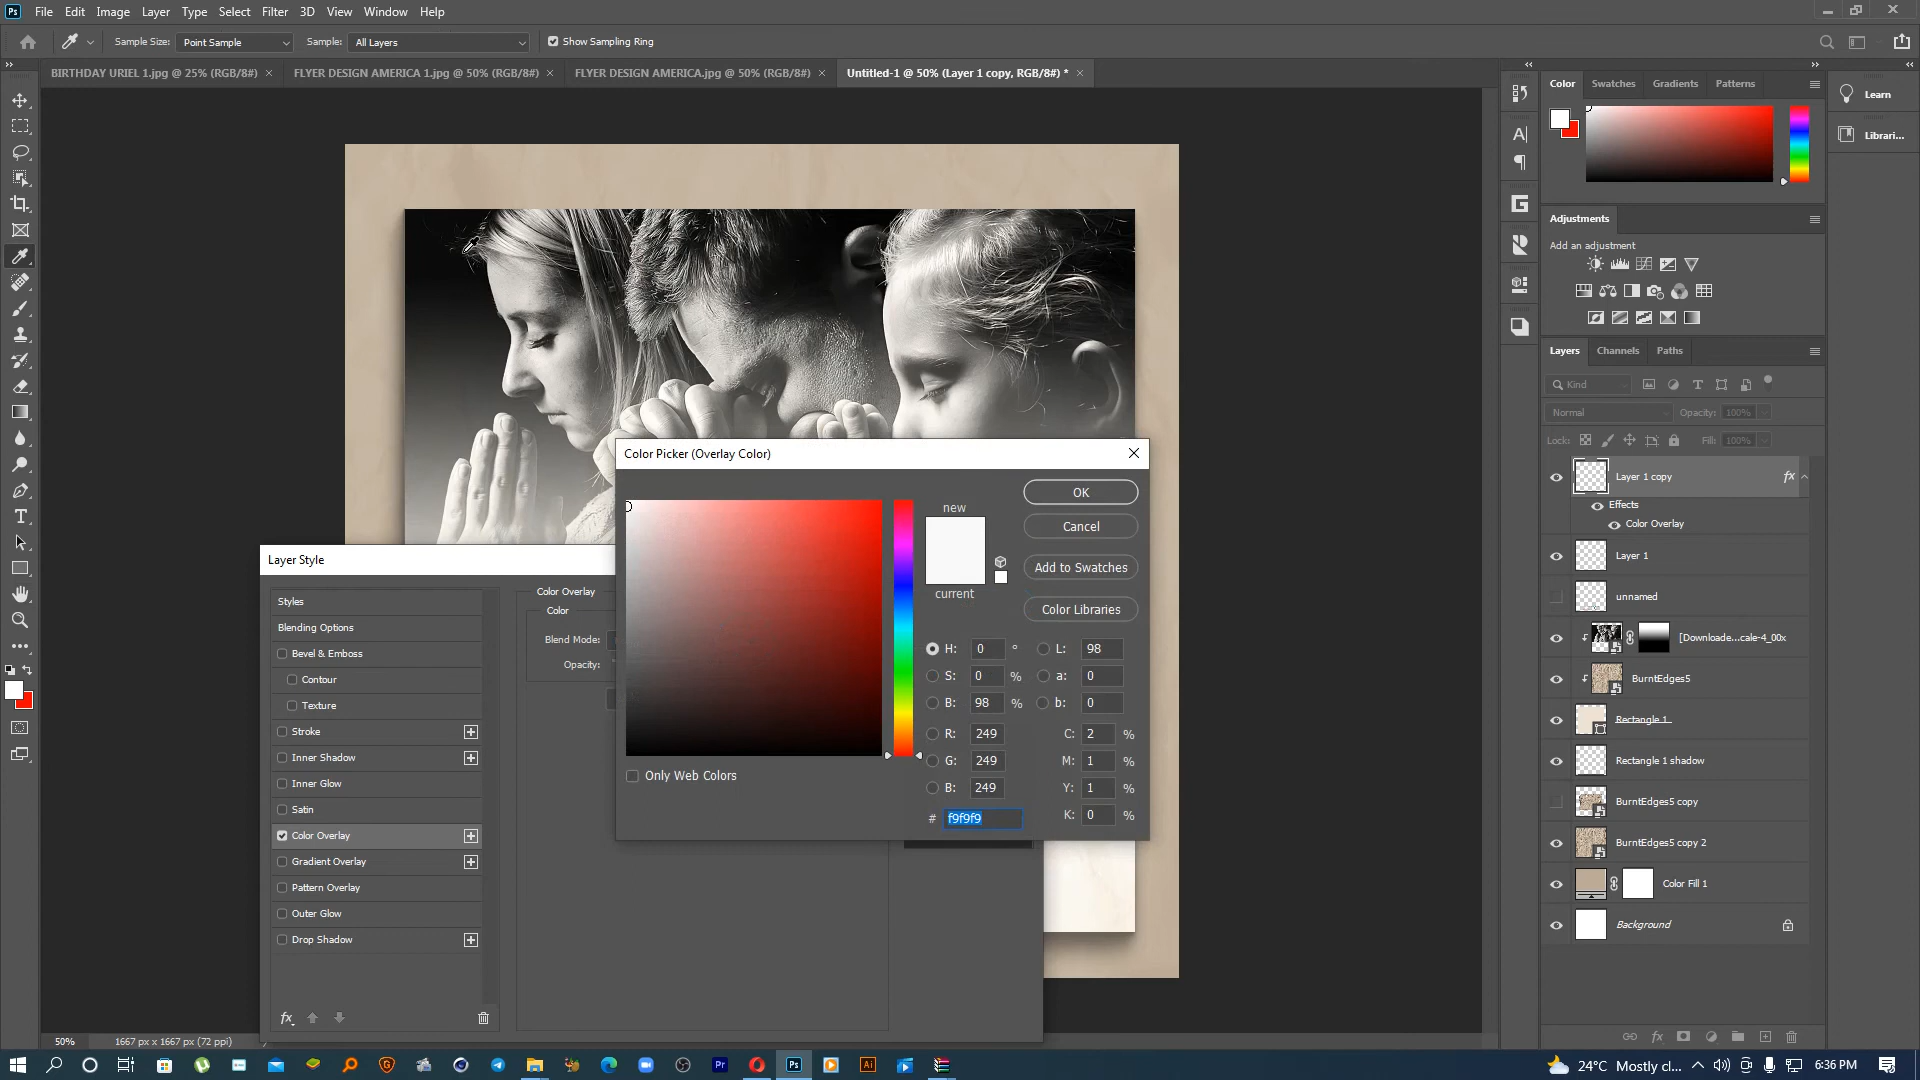 Ps File Edit Image Layer Type Select Filter 3D View Window Help
Sample Size: Point Sample Sample: All Layers Show Sampling Ring
BIRTHDAY URIEL 1.jpg @ 25% (RGB/8#) × FLYER DESIGN AMERICA 1.jpg @ 50% (RGB/8#) × FLYER DESIGN AMERICA.jpg @ 50% (RGB/8#) × Untitled-1 @ 50% (Layer 1 copy, RGB/8#) * ×
Color Swatches Gradients Patterns
Learn
Librari...
Adjustments
Add an adjustment
Layers Channels Paths
Kind
Normal Opacity: 100%
Lock: Fill: 100%
Layer 1 copy fx
Effects
Color Overlay
Layer 1
unnamed
[Downloade...cale-4_00x
BurntEdges5
Rectangle 1
Rectangle 1 shadow
BurntEdges5 copy
BurntEdges5 copy 2
Color Fill 1
Background
Color Picker (Overlay Color)
new
current
OK
Cancel
Add to Swatches
Color Libraries
H: 0 ° L: 98
S: 0 % a: 0
B: 98 % b: 0
R: 249 C: 2 %
G: 249 M: 1 %
B: 249 Y: 1 %
# f9f9f9 K: 0 %
Only Web Colors
Layer Style
Styles
Blending Options
Bevel & Emboss
Contour
Texture
Stroke
Inner Shadow
Inner Glow
Satin
Color Overlay
Gradient Overlay
Pattern Overlay
Outer Glow
Drop Shadow
fx
Color Overlay
Color
Blend Mode:
Opacity:
50% 1667 px x 1667 px (72 ppi)
Pr Ps Ai
24°C Mostly cl... 6:36 PM